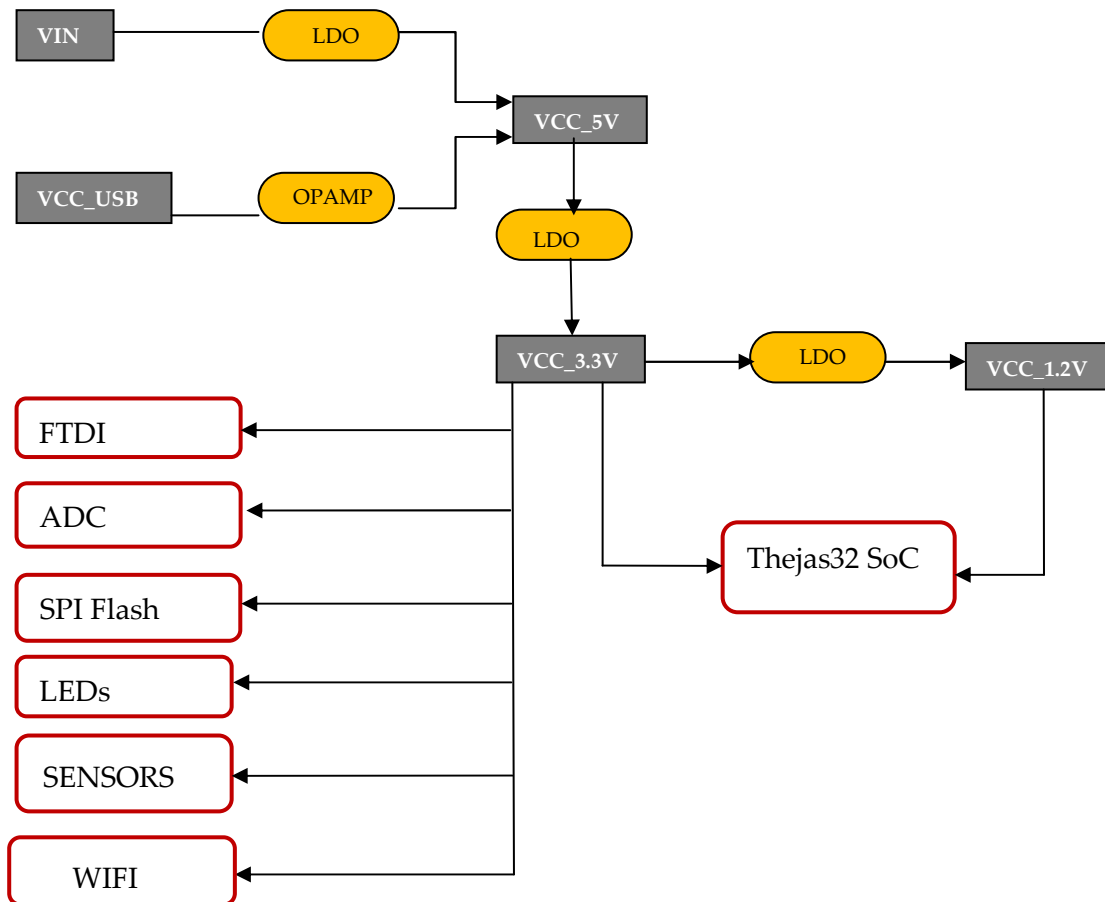 VIN
LDO
VCC_5V
VCC_USB
OPAMP
LDO
VCC_3.3V
LDO
VCC_1.2V
FTDI
ADC
Thejas32 SoC
SPI Flash
LEDs
SENSORS
WIFI